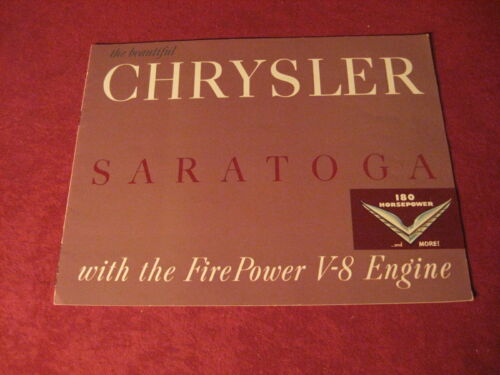 the beautiful
CHRYSLER
SARATOGA
180
HORSEPOWER
...and MORE!
with the FirePower V-8 Engine